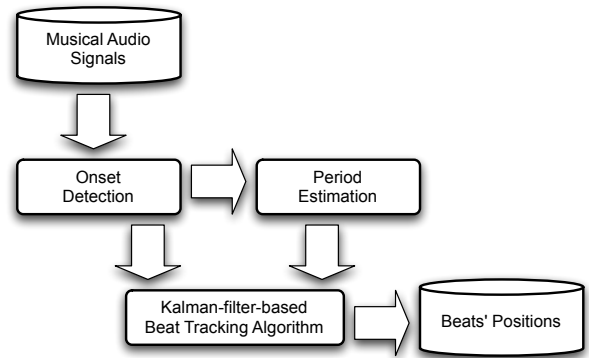 Musical Audio
Signals
Onset
Detection
Period
Estimation
Kalman-filter-based
Beat Tracking Algorithm
Beats' Positions